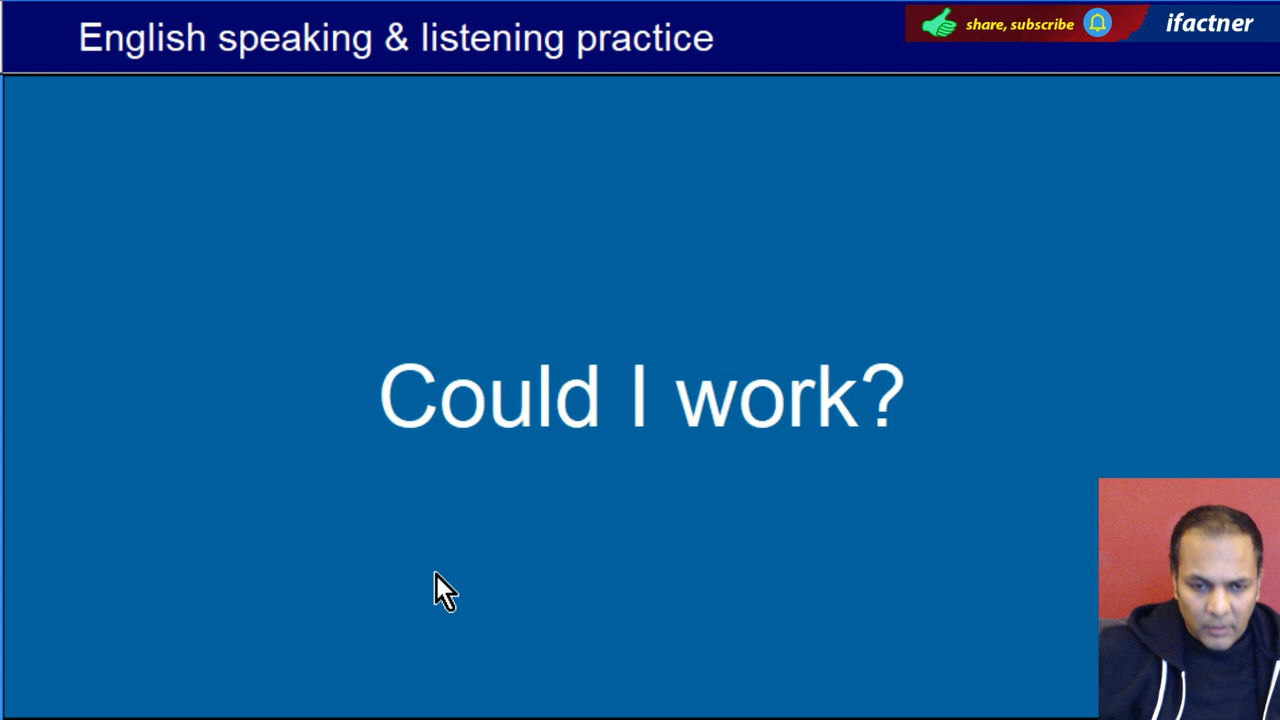 English speaking & listening practice
share, subscribe
ifactner
Could I work?